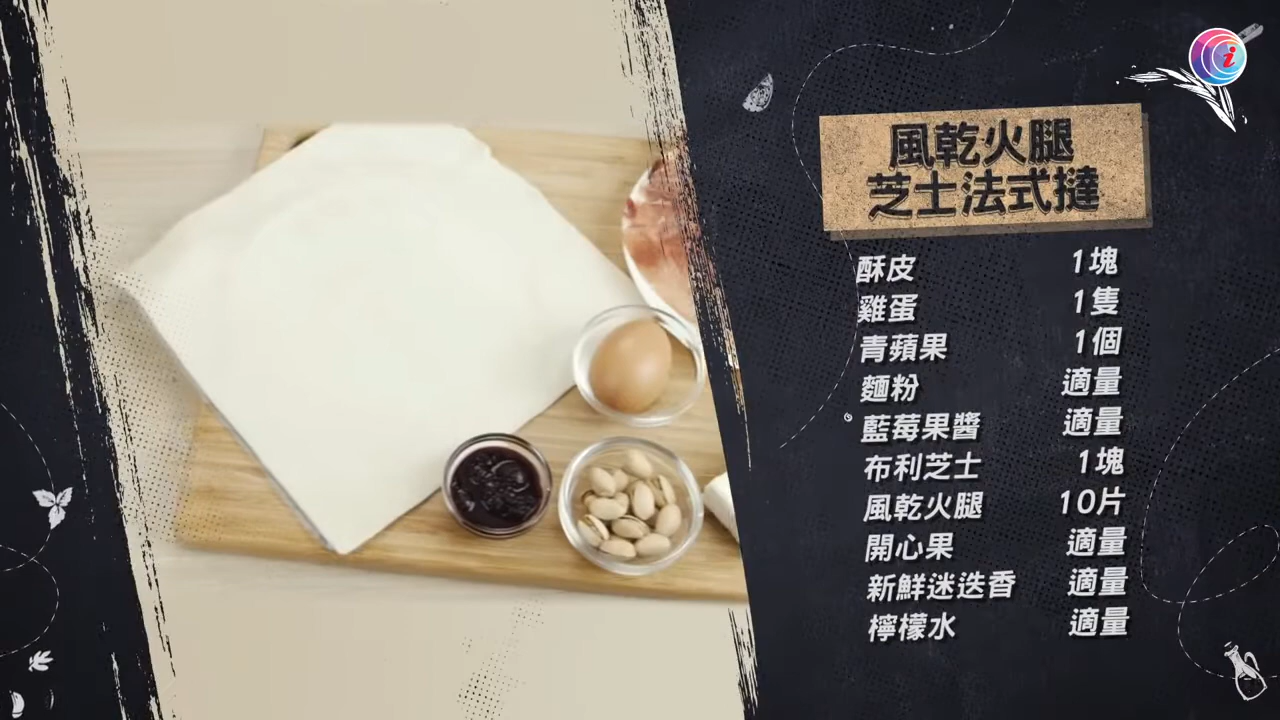 i
風乾火腿
芝士法式撻
酥皮 1塊
雞蛋 1隻
青蘋果 1個
麵粉 適量
藍莓果醬 適量
布利芝士 1塊
風乾火腿 10片
開心果 適量
新鮮迷迭香 適量
檸檬水 適量